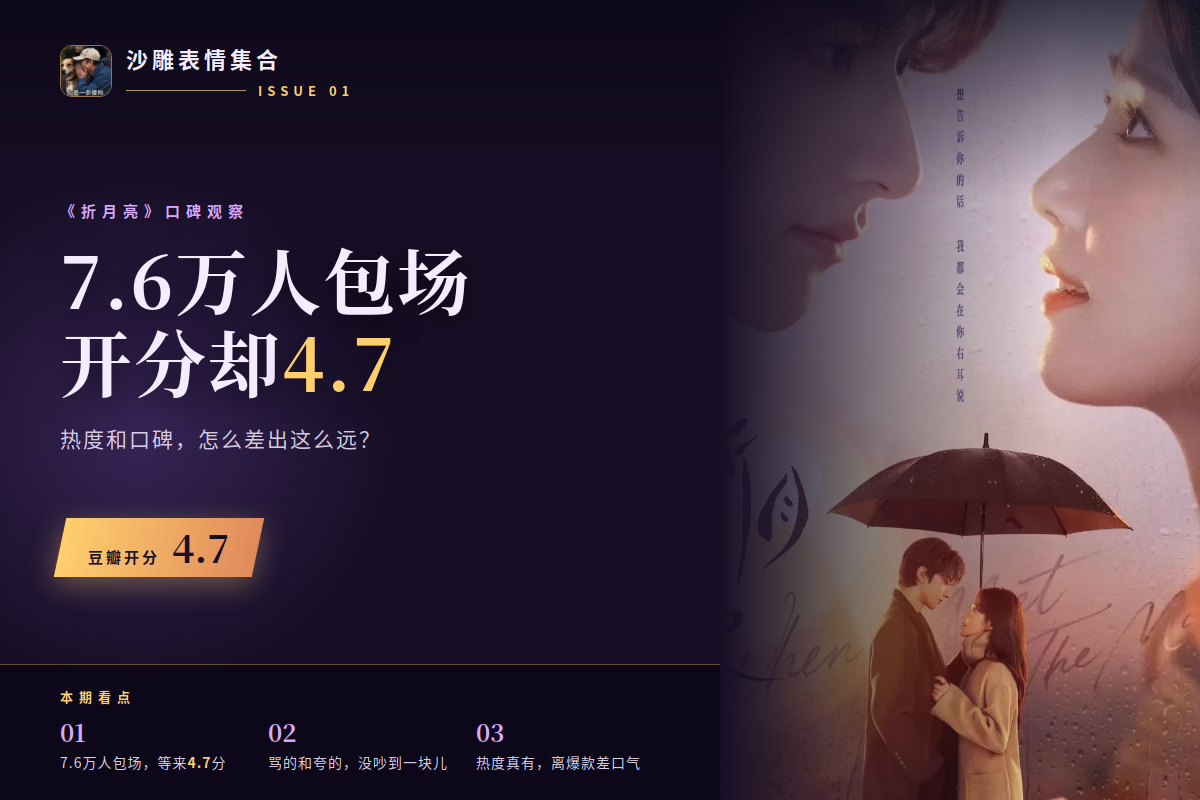 沙雕表情集合
ISSUE 01
《折月亮》口碑观察
7.6万人包场
开分却4.7
热度和口碑，怎么差出这么远？
豆瓣开分 4.7
本期看点
01
7.6万人包场，等来4.7分
02
骂的和夸的，没吵到一块儿
03
热度真有，离爆款差口气
想告诉你的话 我都会在你右耳说
月
When
Met
The